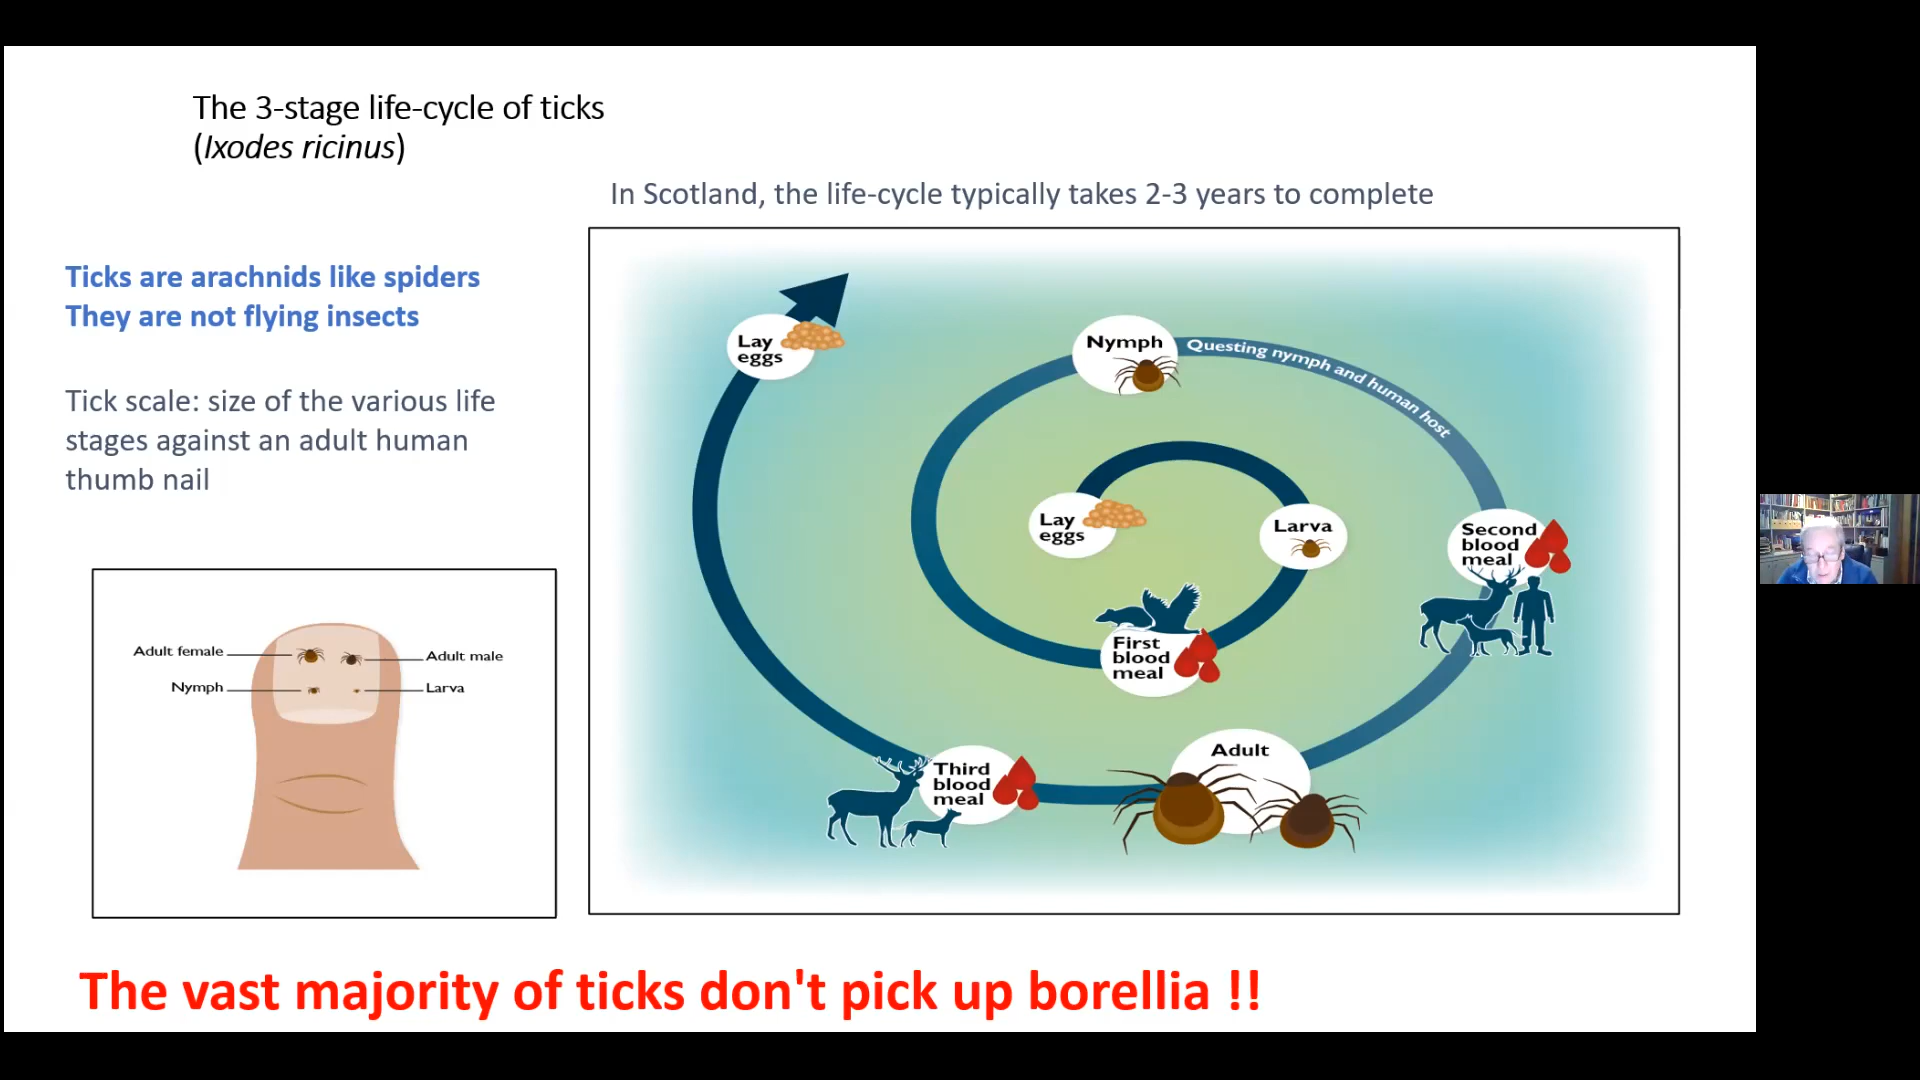 The 3-stage life-cycle of ticks
(Ixodes ricinus)
In Scotland, the life-cycle typically takes 2-3 years to complete
Ticks are arachnids like spiders
They are not flying insects
Tick scale: size of the various life
stages against an adult human
thumb nail
Adult female
Adult male
Nymph
Larva
Lay
eggs
Nymph
Questing nymph and human host
Lay
eggs
Larva
Second
blood
meal
First
blood
meal
Adult
Third
blood
meal
The vast majority of ticks don't pick up borellia !!